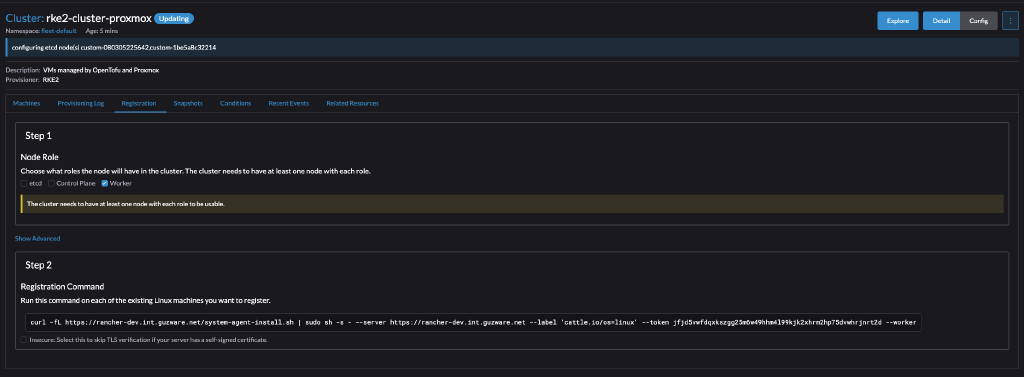 Cluster: rke2-cluster-proxmox Updating
Explore Detail Config
Namespace: fleet-default Age: 5 mins
configuring etcd node(s) custom-080305225642,custom-1be5a8c32214
Description: VMs managed by OpenTofu and Proxmox
Provisioner: RKE2
Machines Provisioning Log Registration Snapshots Conditions Recent Events Related Resources
Step 1
Node Role
Choose what roles the node will have in the cluster. The cluster needs to have at least one node with each role.
etcd Control Plane Worker
The cluster needs to have at least one node with each role to be usable.
Show Advanced
Step 2
Registration Command
Run this command on each of the existing Linux machines you want to register.
curl -fL https://rancher-dev.int.guzware.net/system-agent-install.sh | sudo sh -s - --server https://rancher-dev.int.guzware.net --label 'cattle.io/os=linux' --token jfjd5vwfdqxkszgg25m6w49hhm4l99kjk2xhrm2hp75dvwhrjnrt2d --worker
Insecure: Select this to skip TLS verification if your server has a self-signed certificate.